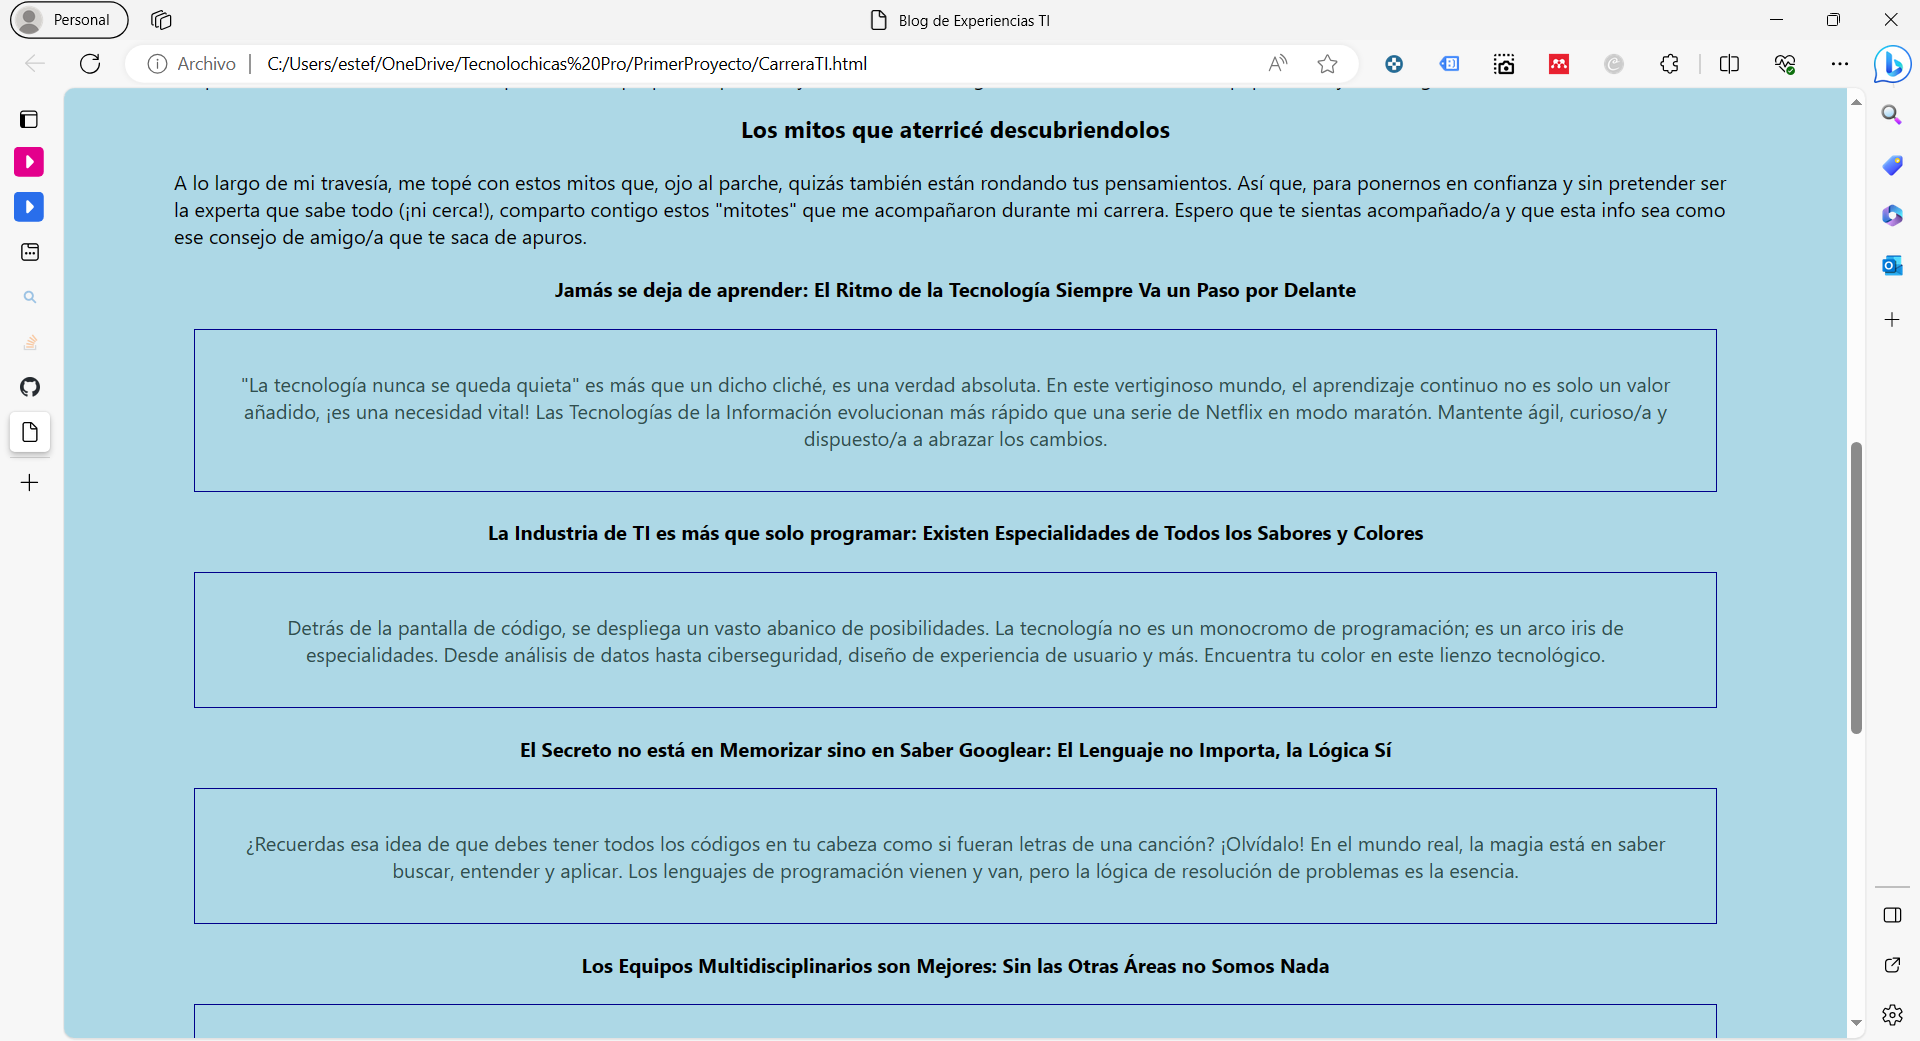 Personal
Blog de Experiencias TI
Archivo
C:/Users/estef/OneDrive/Tecnolochicas%20Pro/PrimerProyecto/CarreraTI.html
Los mitos que aterricé descubriendolos
A lo largo de mi travesía, me topé con estos mitos que, ojo al parche, quizás también están rondando tus pensamientos. Así que, para ponernos en confianza y sin pretender ser
la experta que sabe todo (¡ni cerca!), comparto contigo estos "mitotes" que me acompañaron durante mi carrera. Espero que te sientas acompañado/a y que esta info sea como
ese consejo de amigo/a que te saca de apuros.
Jamás se deja de aprender: El Ritmo de la Tecnología Siempre Va un Paso por Delante
"La tecnología nunca se queda quieta" es más que un dicho cliché, es una verdad absoluta. En este vertiginoso mundo, el aprendizaje continuo no es solo un valor
añadido, ¡es una necesidad vital! Las Tecnologías de la Información evolucionan más rápido que una serie de Netflix en modo maratón. Mantente ágil, curioso/a y
dispuesto/a a abrazar los cambios.
La Industria de TI es más que solo programar: Existen Especialidades de Todos los Sabores y Colores
Detrás de la pantalla de código, se despliega un vasto abanico de posibilidades. La tecnología no es un monocromo de programación; es un arco iris de
especialidades. Desde análisis de datos hasta ciberseguridad, diseño de experiencia de usuario y más. Encuentra tu color en este lienzo tecnológico.
El Secreto no está en Memorizar sino en Saber Googlear: El Lenguaje no Importa, la Lógica Sí
¿Recuerdas esa idea de que debes tener todos los códigos en tu cabeza como si fueran letras de una canción? ¡Olvídalo! En el mundo real, la magia está en saber
buscar, entender y aplicar. Los lenguajes de programación vienen y van, pero la lógica de resolución de problemas es la esencia.
Los Equipos Multidisciplinarios son Mejores: Sin las Otras Áreas no Somos Nada